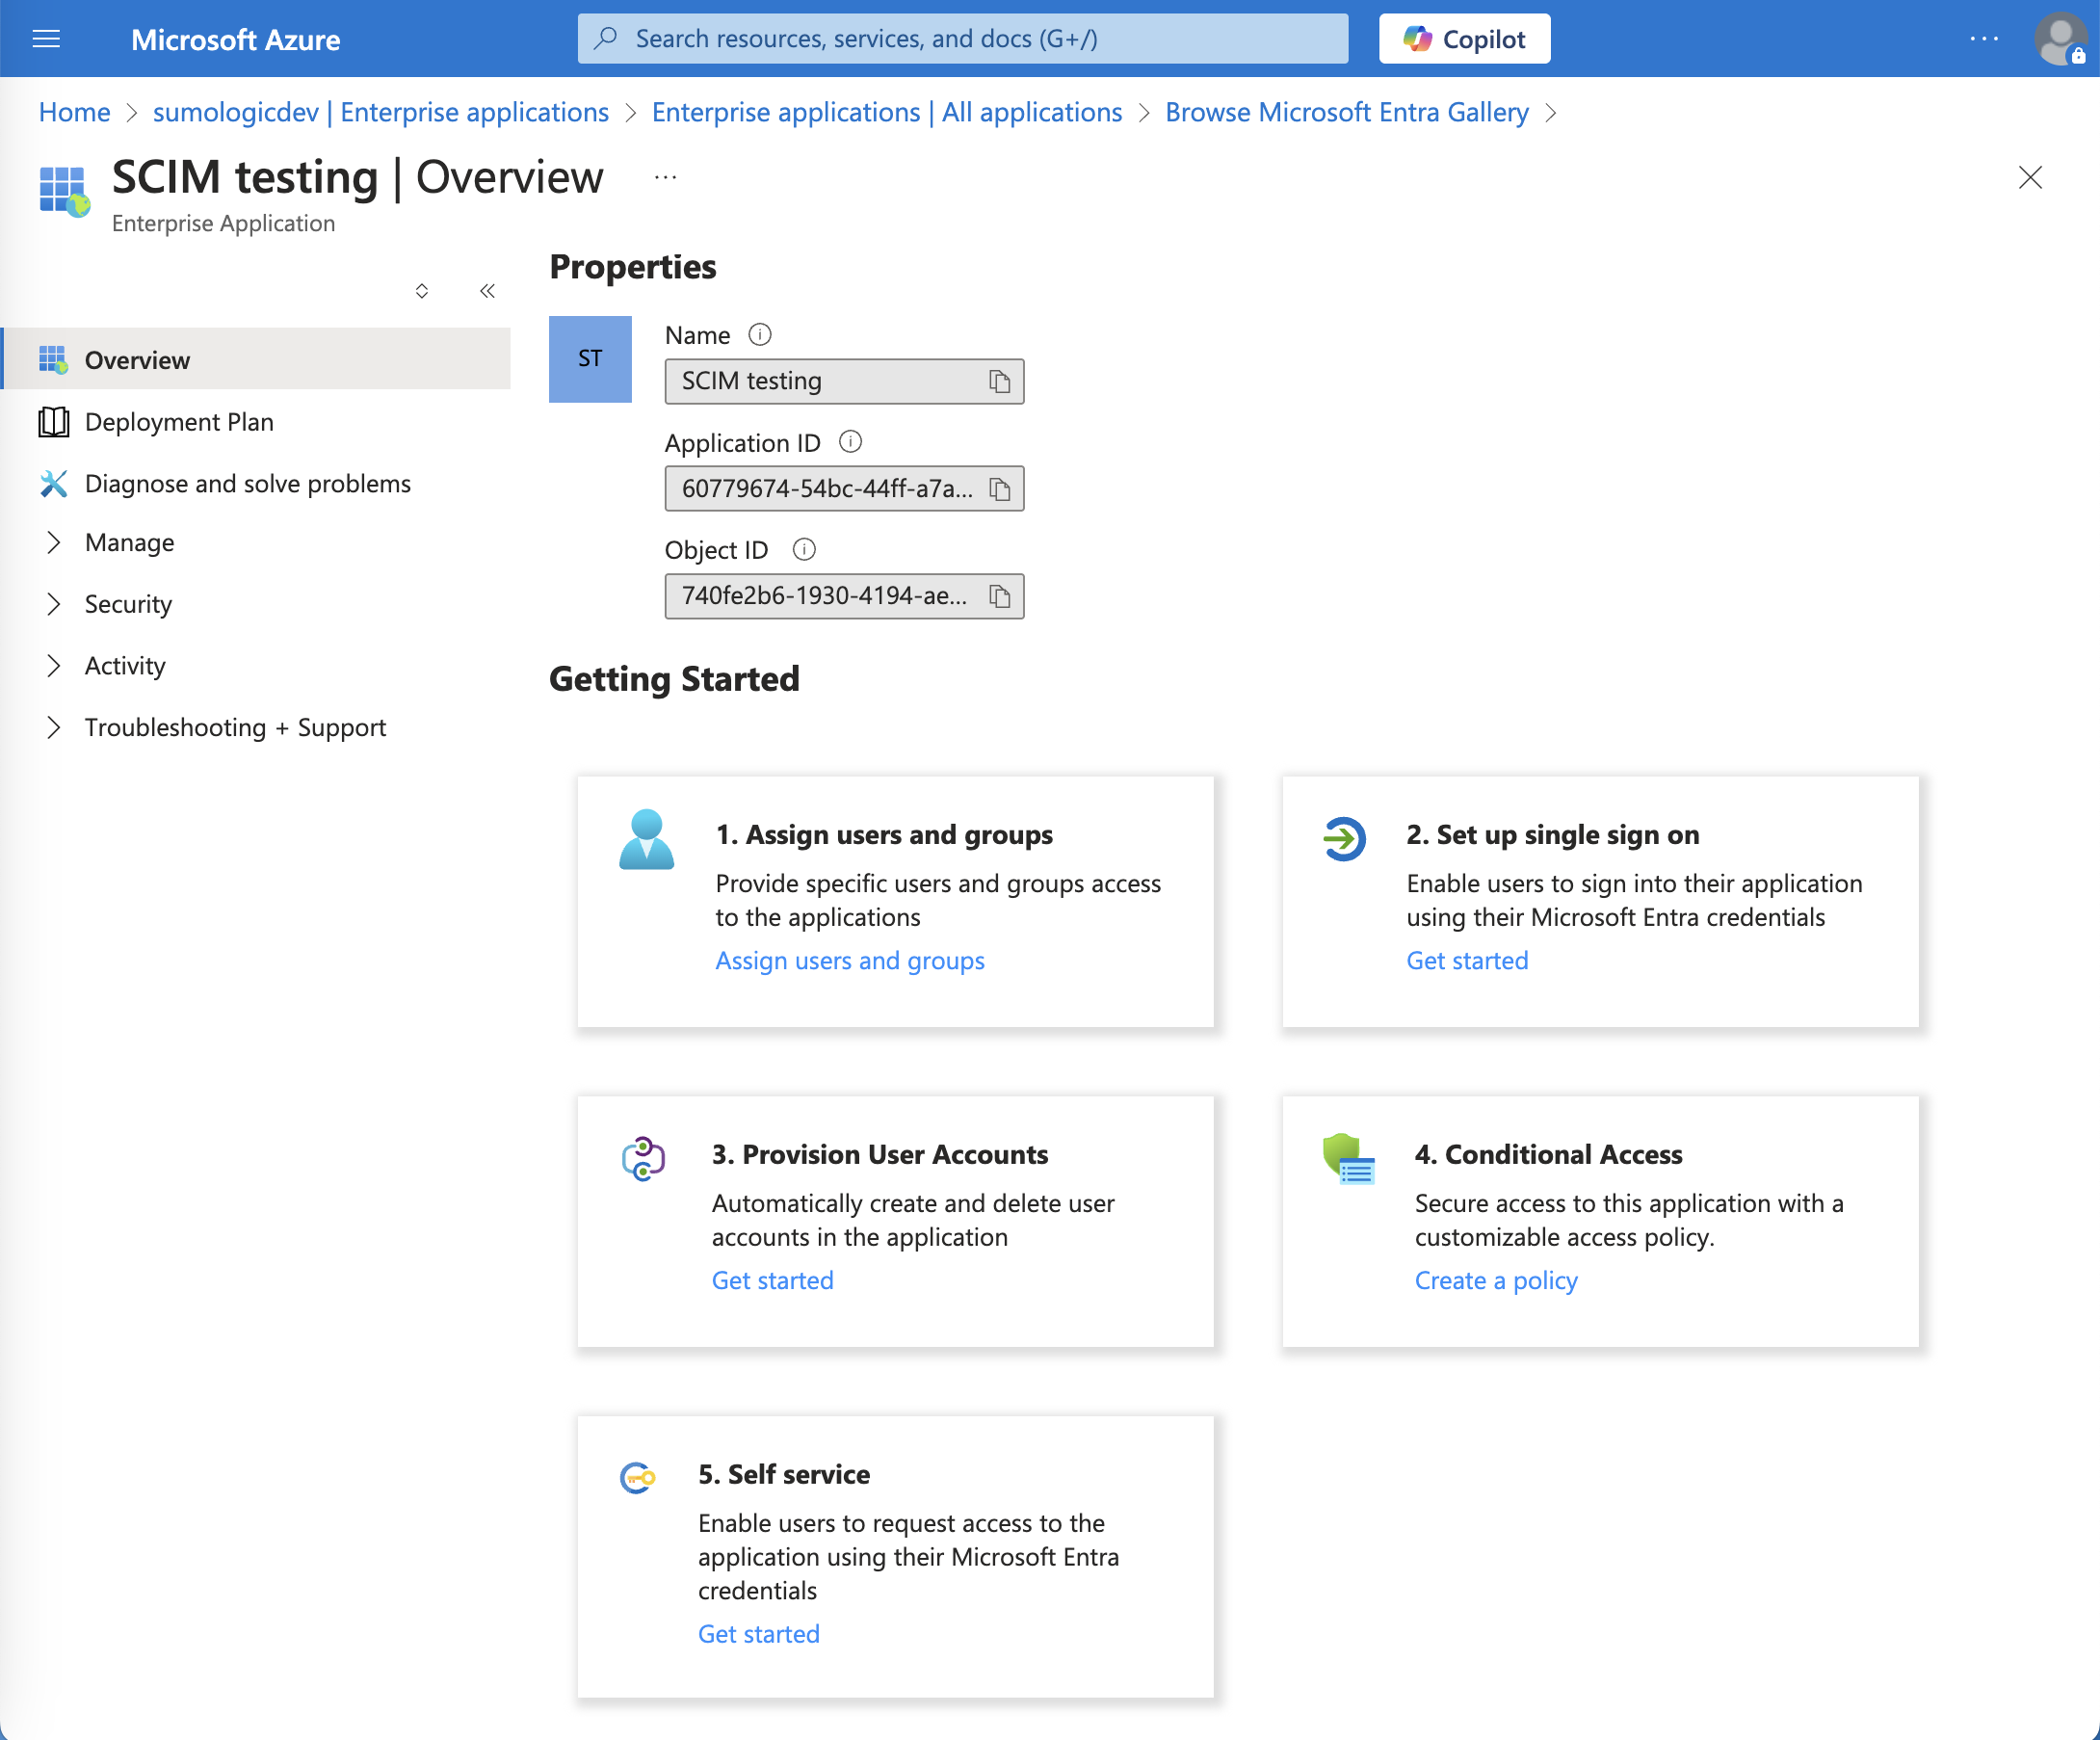 Microsoft Azure
Search resources, services, and docs (G+/)
Copilot
Home > sumologicdev | Enterprise applications > Enterprise applications | All applications > Browse Microsoft Entra Gallery >
SCIM testing | Overview
Enterprise Application
Overview
Deployment Plan
Diagnose and solve problems
Manage
Security
Activity
Troubleshooting + Support
Properties
ST
Name
SCIM testing
Application ID
60779674-54bc-44ff-a7a...
Object ID
740fe2b6-1930-4194-ae...
Getting Started
1. Assign users and groups
Provide specific users and groups access
to the applications
Assign users and groups
2. Set up single sign on
Enable users to sign into their application
using their Microsoft Entra credentials
Get started
3. Provision User Accounts
Automatically create and delete user
accounts in the application
Get started
4. Conditional Access
Secure access to this application with a
customizable access policy.
Create a policy
5. Self service
Enable users to request access to the
application using their Microsoft Entra
credentials
Get started